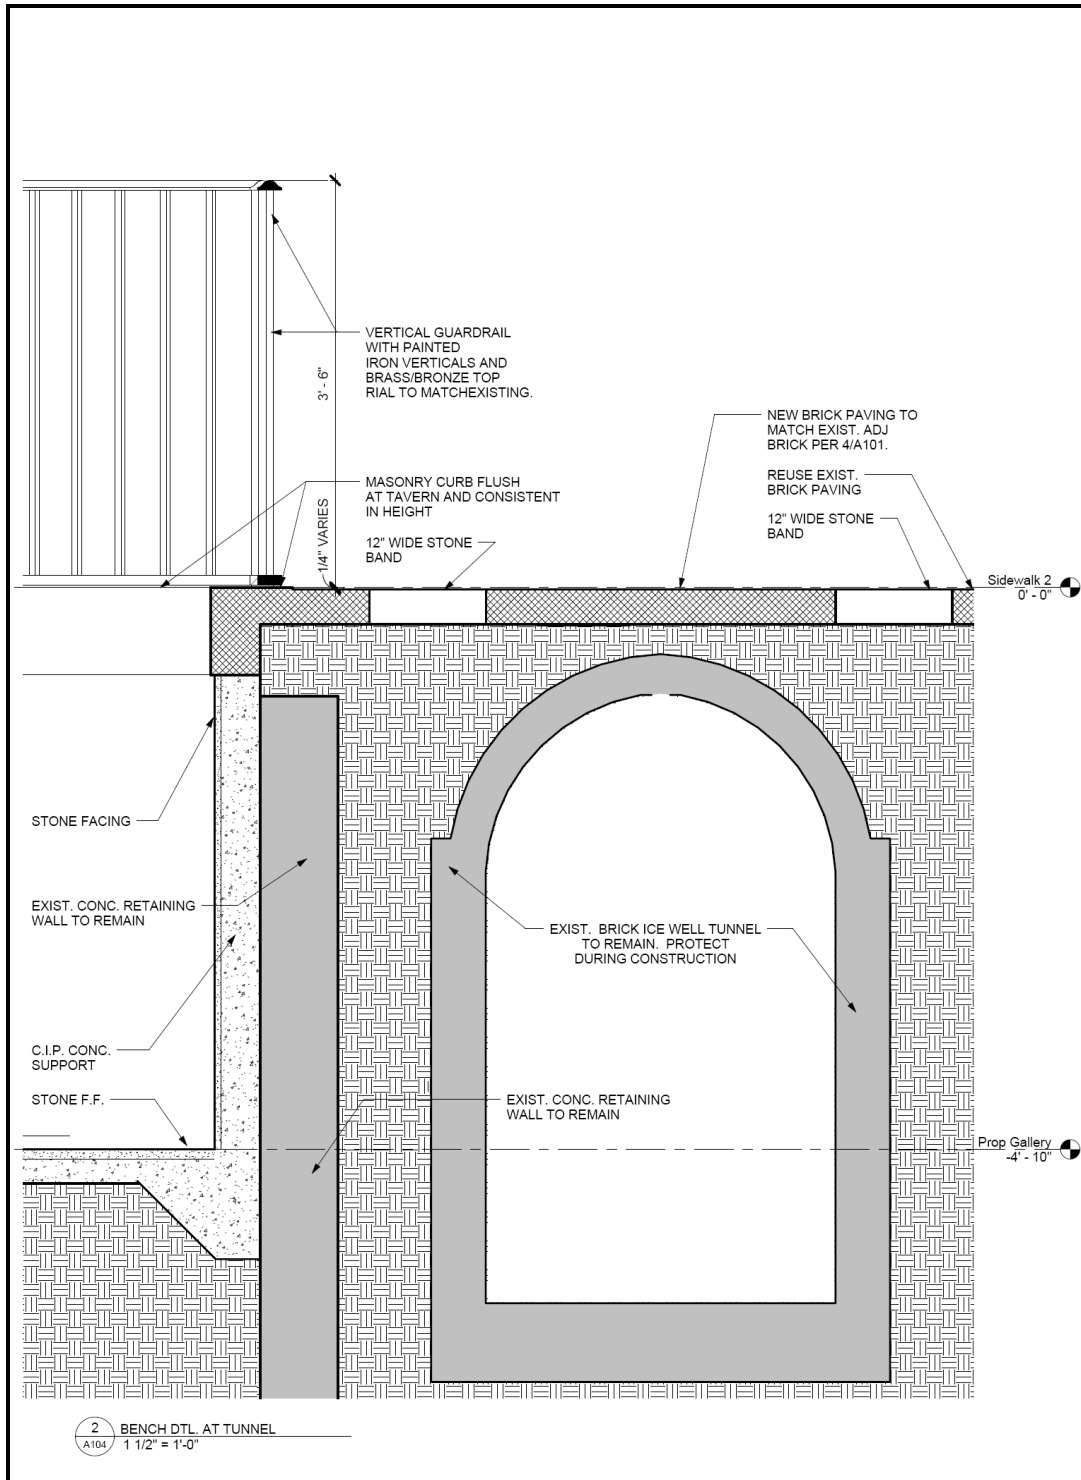 VERTICAL GUARDRAIL
WITH PAINTED
IRON VERTICALS AND
BRASS/BRONZE TOP
RIAL TO MATCHEXISTING.
3' - 6"
NEW BRICK PAVING TO
MATCH EXIST. ADJ
BRICK PER 4/A101.
MASONRY CURB FLUSH
AT TAVERN AND CONSISTENT
IN HEIGHT
REUSE EXIST.
BRICK PAVING
1/4" VARIES
12" WIDE STONE
BAND
12" WIDE STONE
BAND
Sidewalk 2
0' - 0"
STONE FACING
EXIST. CONC. RETAINING
WALL TO REMAIN
EXIST. BRICK ICE WELL TUNNEL
TO REMAIN. PROTECT
DURING CONSTRUCTION
C.I.P. CONC.
SUPPORT
STONE F.F.
EXIST. CONC. RETAINING
WALL TO REMAIN
Prop Gallery
-4' - 10"
2
A104
BENCH DTL. AT TUNNEL
1 1/2" = 1'-0"